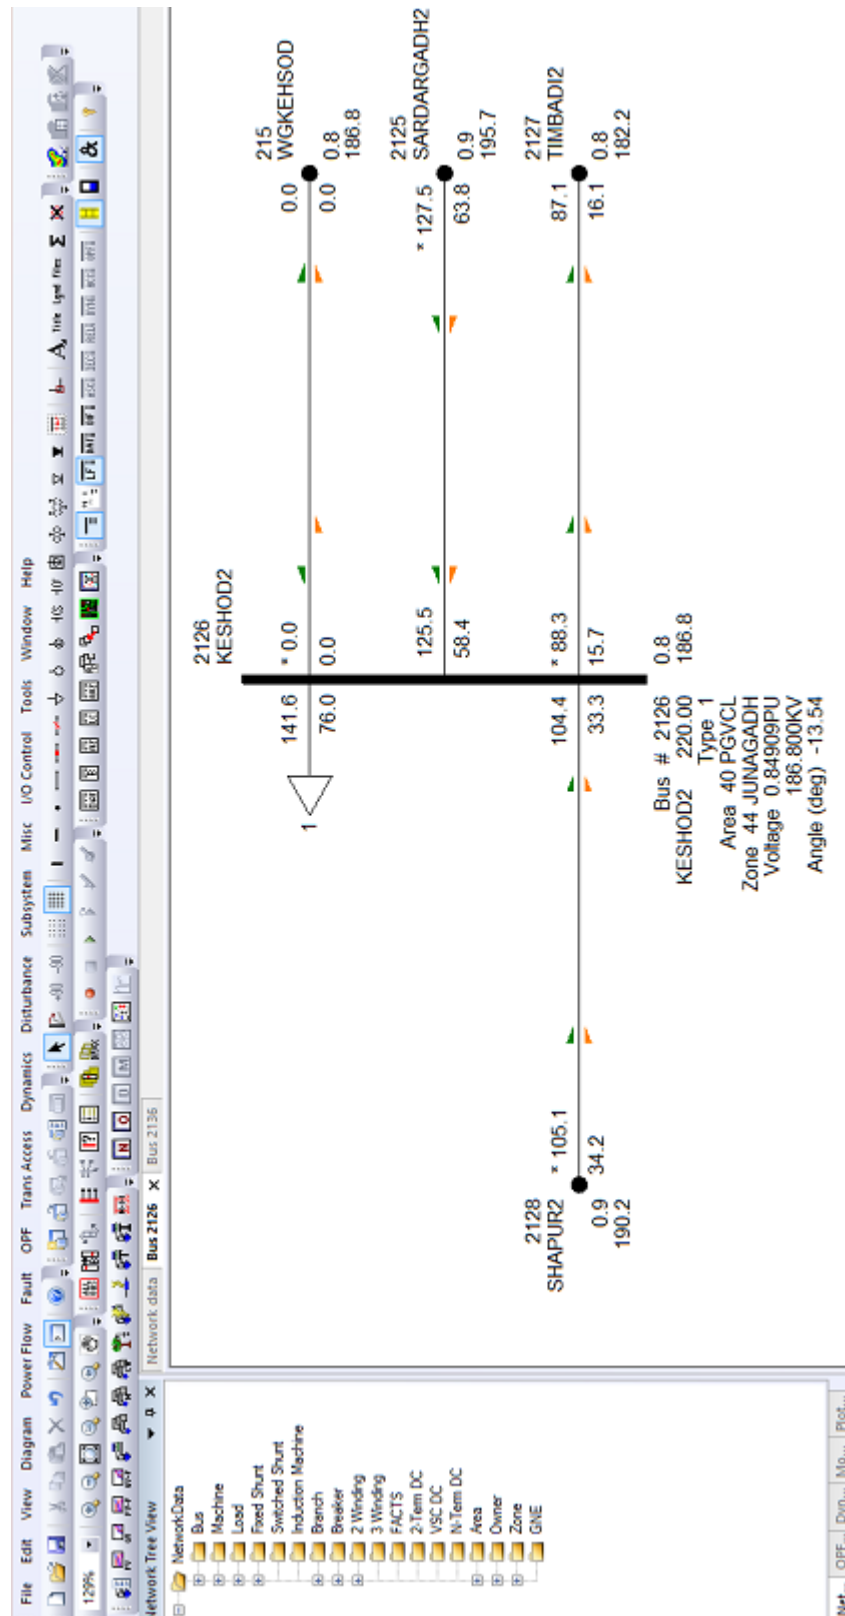 File Edit View Diagram Power Flow Fault OPF Trans Access Dynamics Disturbance Subsystem Misc I/O Control Tools Window Help
129%
Network Tree View
Network data
Bus 2126
Bus 2136
NetworkData
Bus
Machine
Load
Fixed Shunt
Switched Shunt
Induction Machine
Branch
Breaker
2 Winding
3 Winding
FACTS
2-Term DC
VSC DC
N-Term DC
Area
Owner
Zone
GNE
Net... OPF... Dyn... Mo... Plot...
2126
KESHOD2
215
WGKEHSOD
141.6
* 0.0
0.0
76.0
0.0
0.0
0.8
186.8
1
2125
SARDARGADH2
125.5
* 127.5
58.4
63.8
0.9
195.7
2128
SHAPUR2
2127
TIMBADI2
* 105.1
104.4
* 88.3
87.1
34.2
33.3
15.7
16.1
0.9
190.2
0.8
182.2
0.8
186.8
Bus # 2126
KESHOD2 220.00
Type 1
Area 40 PGVCL
Zone 44 JUNAGADH
Voltage 0.84909PU
186.800KV
Angle (deg) -13.54